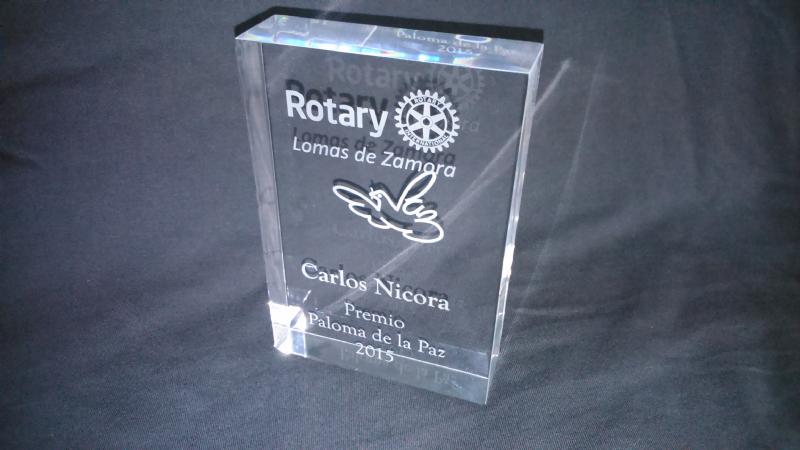 Rotary
ROTARY
INTERNATIONAL
Lomas de Zamora
Carlos Nicora
Premio
Paloma de la Paz
2015